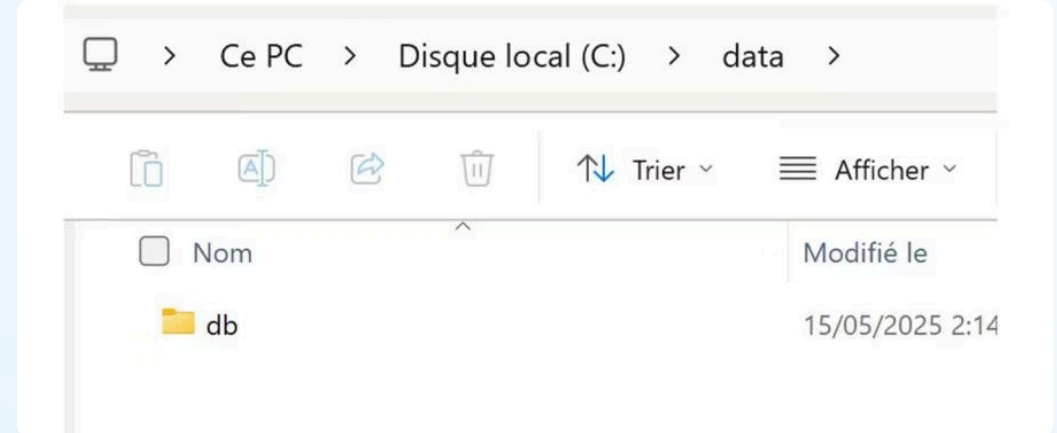 Ce PC > Disque local (C:) > data >
Trier Afficher
Nom Modifié le
db 15/05/2025 2:14